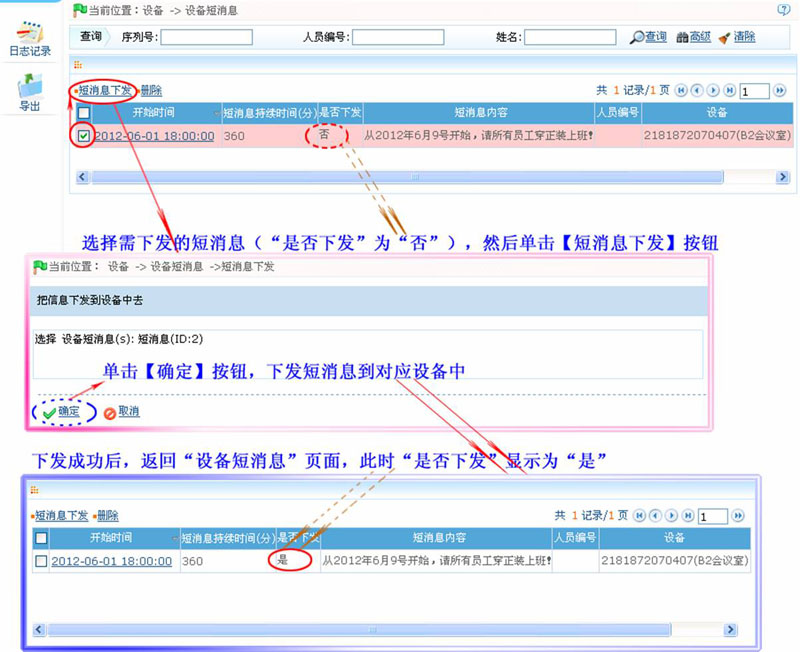 当前位置：设备 -> 设备短消息
查询 序列号: 人员编号: 姓名: 查询 高级 清除
日志记录
导出
短消息下发 删除 共 1 记录/1 页 1
开始时间 短消息持续时间(分) 是否下发 短消息内容 人员编号 设备
2012-06-01 18:00:00 360 否 从2012年6月9号开始，请所有员工穿正装上班! 2181872070407(B2会议室)
选择需下发的短消息（“是否下发”为“否”），然后单击【短消息下发】按钮
当前位置： 设备 -> 设备短消息 ->短消息下发
把信息下发到设备中去
选择 设备短消息(s): 短消息(ID:2)
单击【确定】按钮，下发短消息到对应设备中
确定 取消
下发成功后，返回“设备短消息”页面，此时“是否下发”显示为“是”
短消息下发 删除 共 1 记录/1 页 1
开始时间 短消息持续时间(分) 是否下发 短消息内容 人员编号 设备
2012-06-01 18:00:00 360 是 从2012年6月9号开始，请所有员工穿正装上班! 2181872070407(B2会议室)